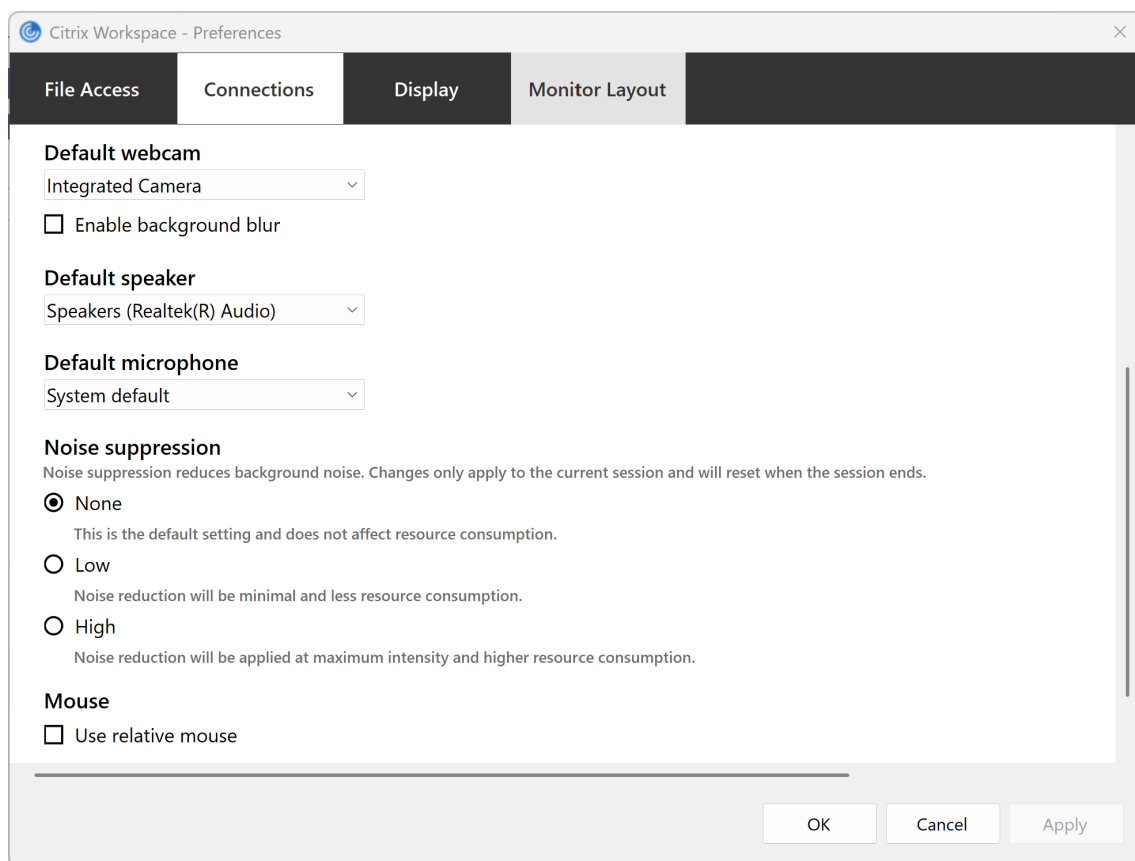 Citrix Workspace - Preferences
File Access
Connections
Display
Monitor Layout
Default webcam
Integrated Camera
Enable background blur
Default speaker
Speakers (Realtek(R) Audio)
Default microphone
System default
Noise suppression
Noise suppression reduces background noise. Changes only apply to the current session and will reset when the session ends.
None
This is the default setting and does not affect resource consumption.
Low
Noise reduction will be minimal and less resource consumption.
High
Noise reduction will be applied at maximum intensity and higher resource consumption.
Mouse
Use relative mouse
OK
Cancel
Apply